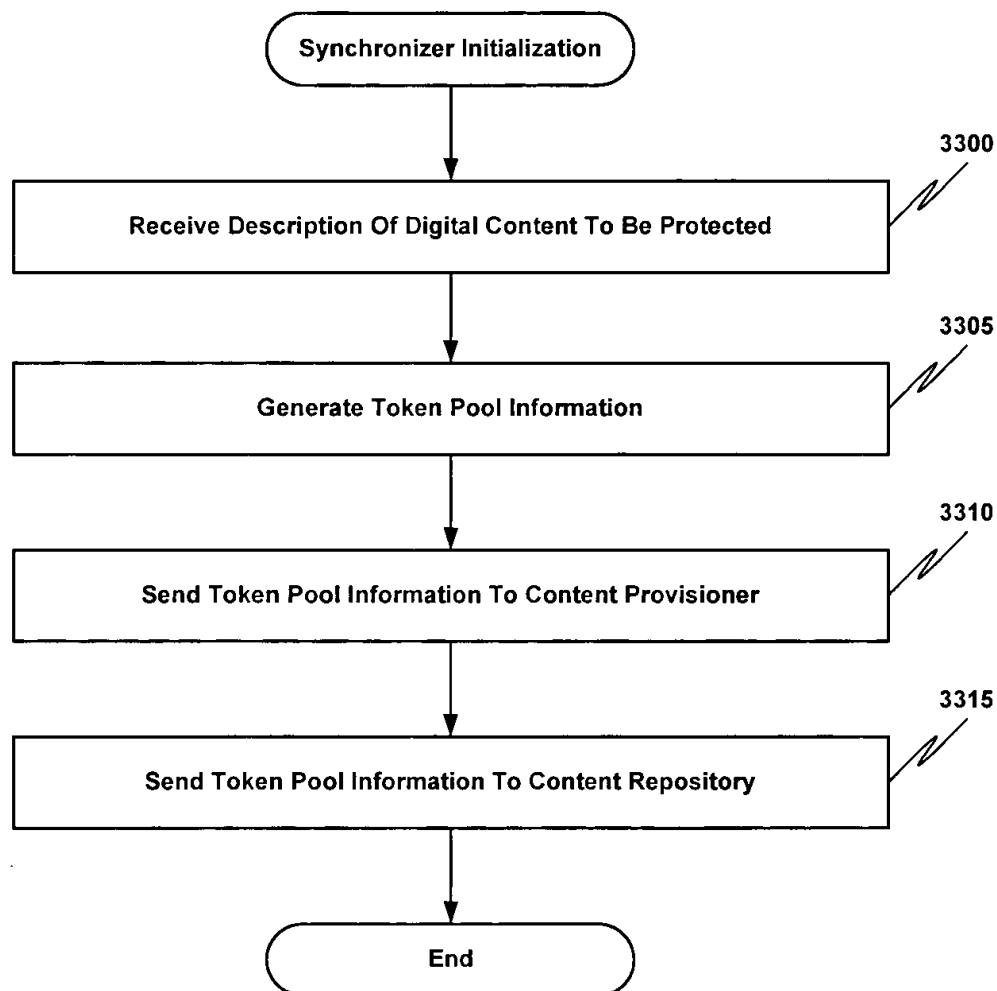 Synchronizer Initialization
3300
Receive Description Of Digital Content To Be Protected
3305
Generate Token Pool Information
3310
Send Token Pool Information To Content Provisioner
3315
Send Token Pool Information To Content Repository
End